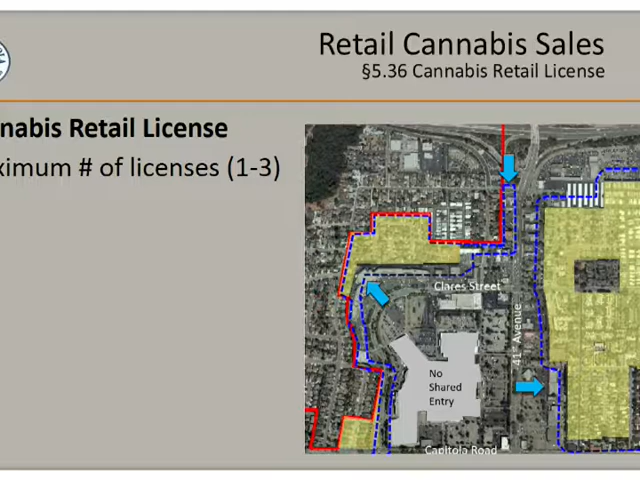 Retail Cannabis Sales
§5.36 Cannabis Retail License
nnabis Retail License
ximum # of licenses (1-3)
Clares Street
41st Avenue
No
Shared
Entry
Capitola Road